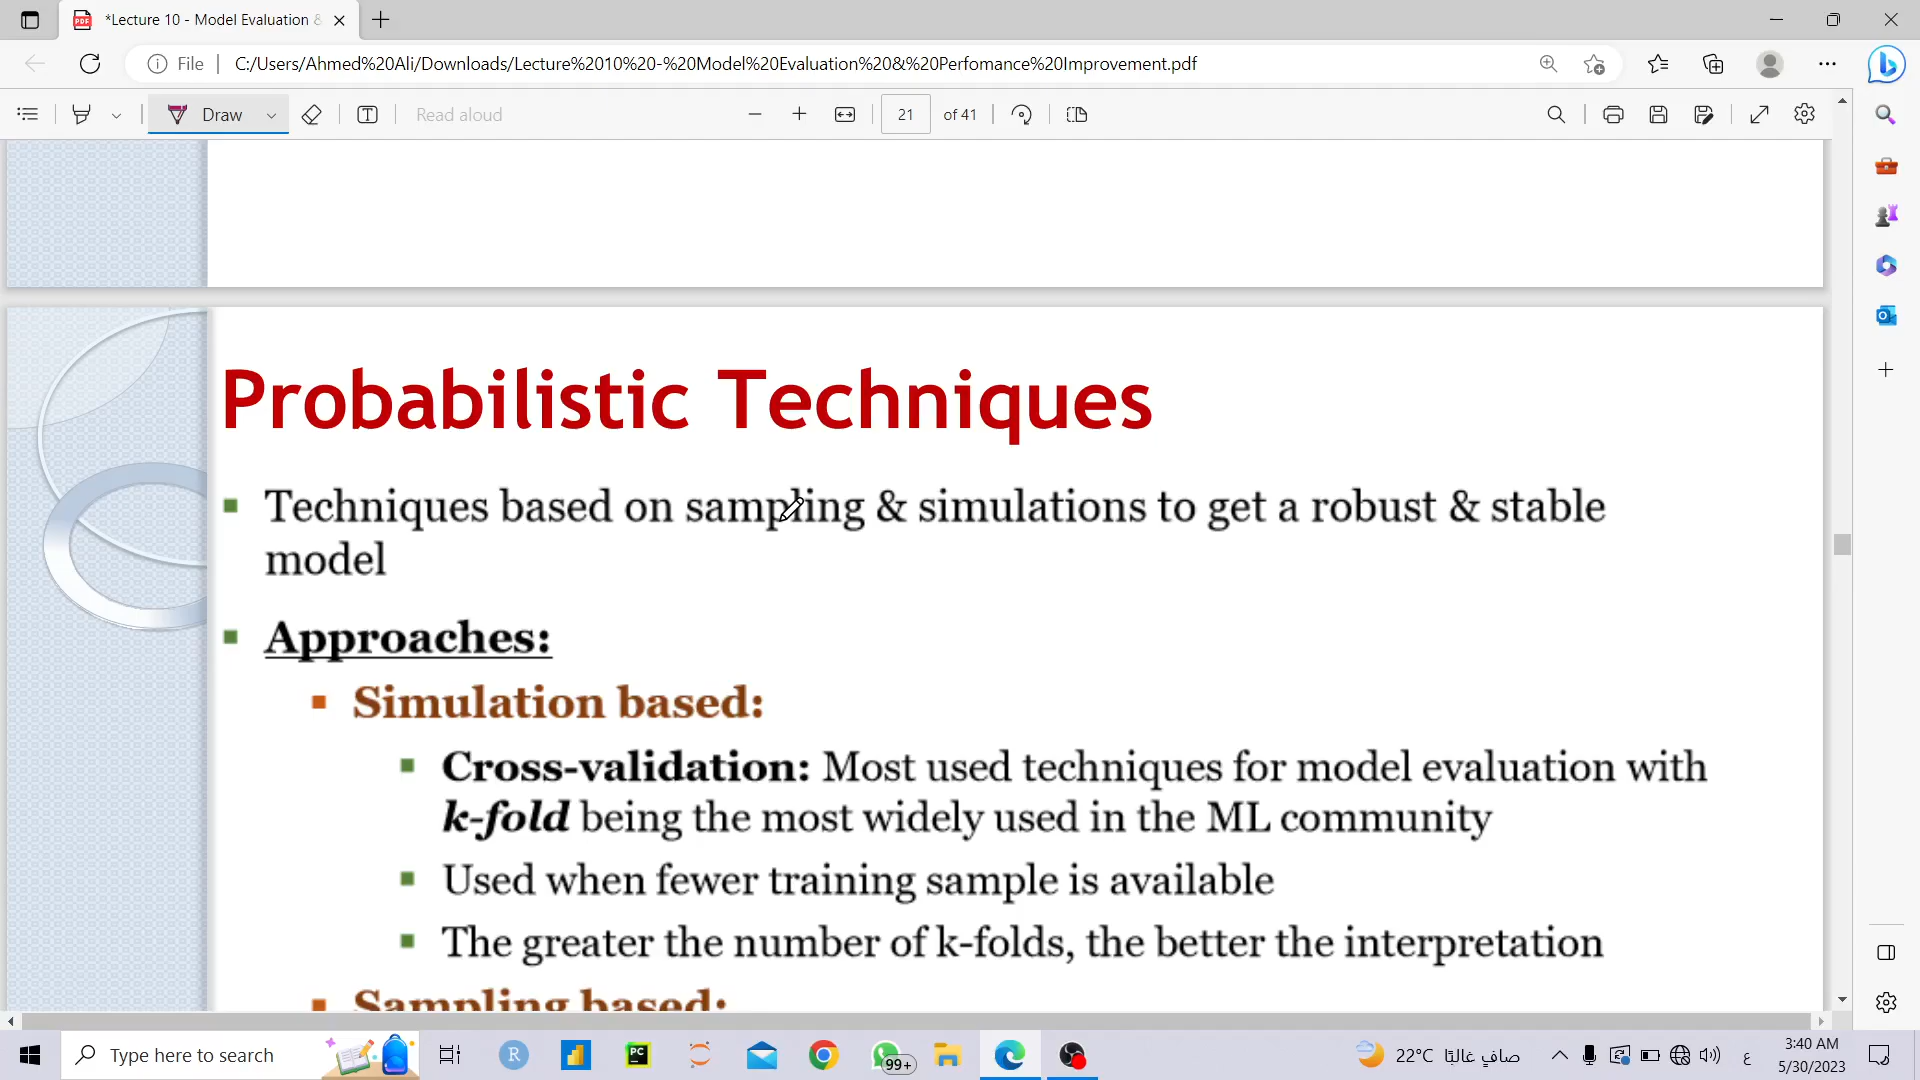 *Lecture 10 - Model Evaluation &
File
C:/Users/Ahmed%20Ali/Downloads/Lecture%2010%20-%20Model%20Evaluation%20&%20Perfomance%20Improvement.pdf
Draw
Read aloud
21
of 41
Probabilistic Techniques
Techniques based on sampling & simulations to get a robust & stable
model
Approaches:
Simulation based:
Cross-validation: Most used techniques for model evaluation with
k-fold being the most widely used in the ML community
Used when fewer training sample is available
The greater the number of k-folds, the better the interpretation
Sampling based:
Type here to search
99+
22°C صافٍ غالبًا
ع
3:40 AM
5/30/2023